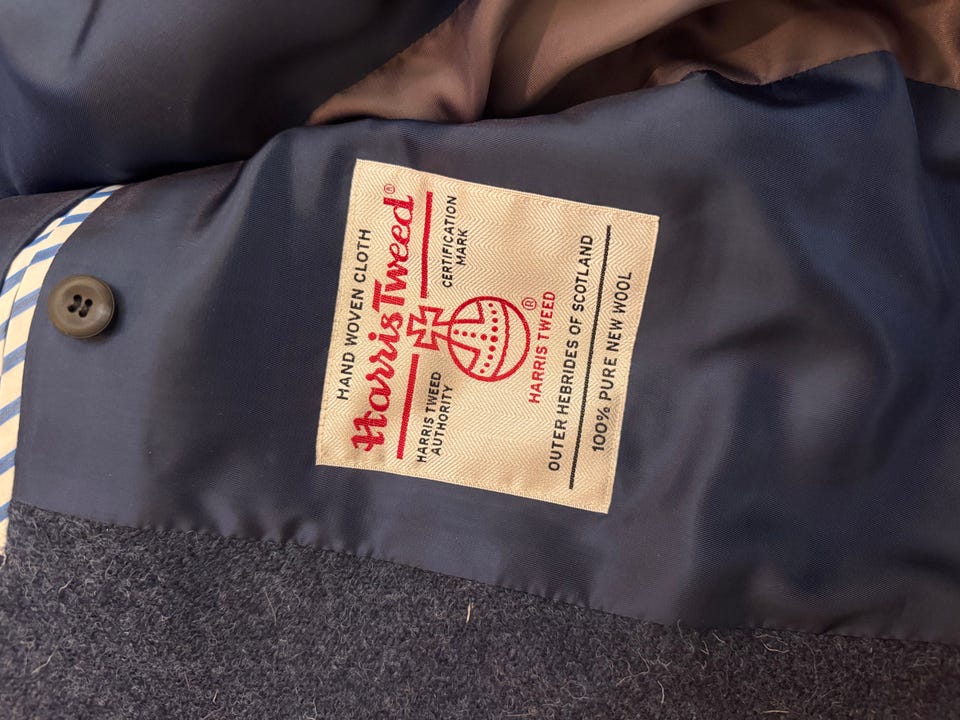 HAND WOVEN CLOTH
Harris Tweed®
HARRIS TWEED
AUTHORITY
CERTIFICATION
MARK
®
HARRIS TWEED
OUTER HEBRIDES OF SCOTLAND
100% PURE NEW WOOL